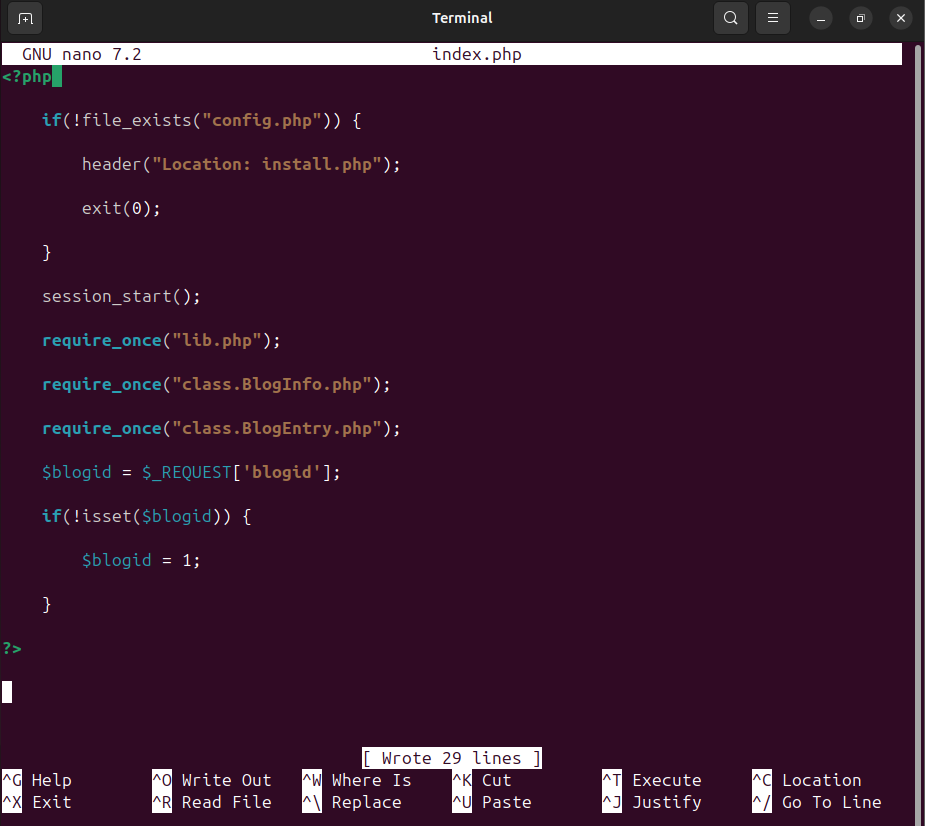 Terminal
GNU nano 7.2 index.php
<?php
if(!file_exists("config.php")) {
header("Location: install.php");
exit(0);
}
session_start();
require_once("lib.php");
require_once("class.BlogInfo.php");
require_once("class.BlogEntry.php");
$blogid = $_REQUEST['blogid'];
if(!isset($blogid)) {
$blogid = 1;
}
?>
[ Wrote 29 lines ]
^G Help ^O Write Out ^W Where Is ^K Cut ^T Execute ^C Location
^X Exit ^R Read File ^\ Replace ^U Paste ^J Justify ^/ Go To Line